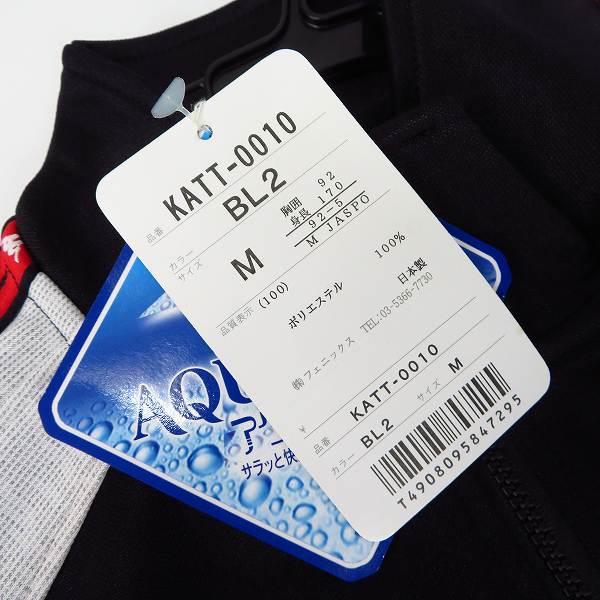 品番 KATT-0010
カラー BL2
サイズ M
胸囲 92
身長 170
92-5
M JASPO
品質表示 (100)
ポリエステル 100%
日本製
㈱フェニックス TEL:03-5366-7730
¥
品番 KATT-0010
カラー BL2 サイズ M
T4908095847295
AQU
サラッと快